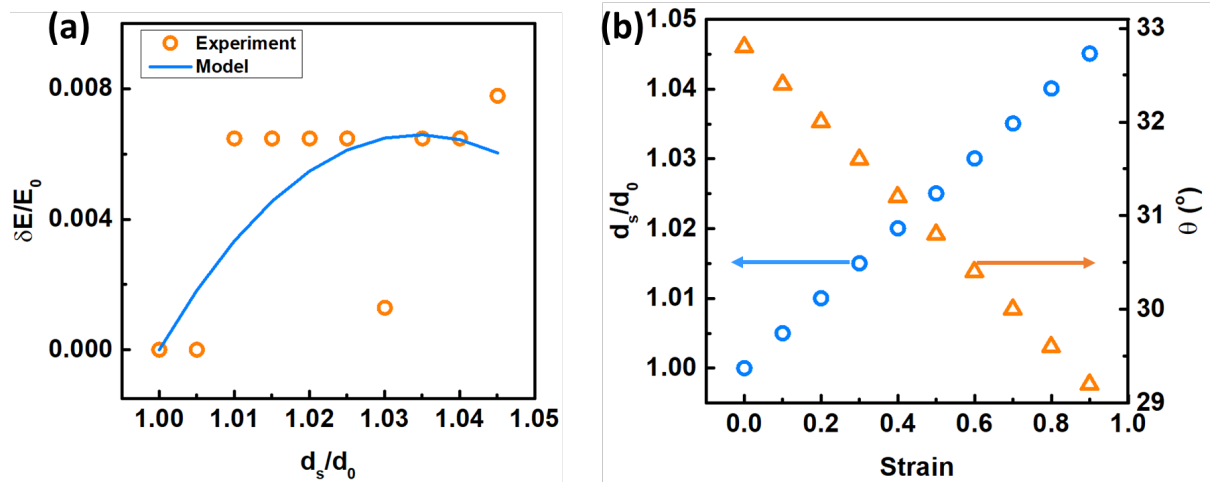 (a)
Experiment
Model
0.008
0.004
0.000
δE/E0
1.00 1.01 1.02 1.03 1.04 1.05
ds/d0
(b)
1.05
1.04
1.03
1.02
1.01
1.00
ds/d0
33
32
31
30
29
θ (º)
0.0 0.2 0.4 0.6 0.8 1.0
Strain